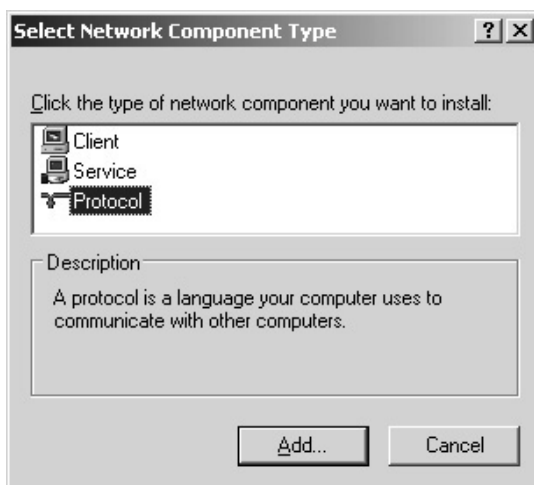 Select Network Component Type
Click the type of network component you want to install:
Client
Service
Protocol
Description
A protocol is a language your computer uses to
communicate with other computers.
Add... Cancel